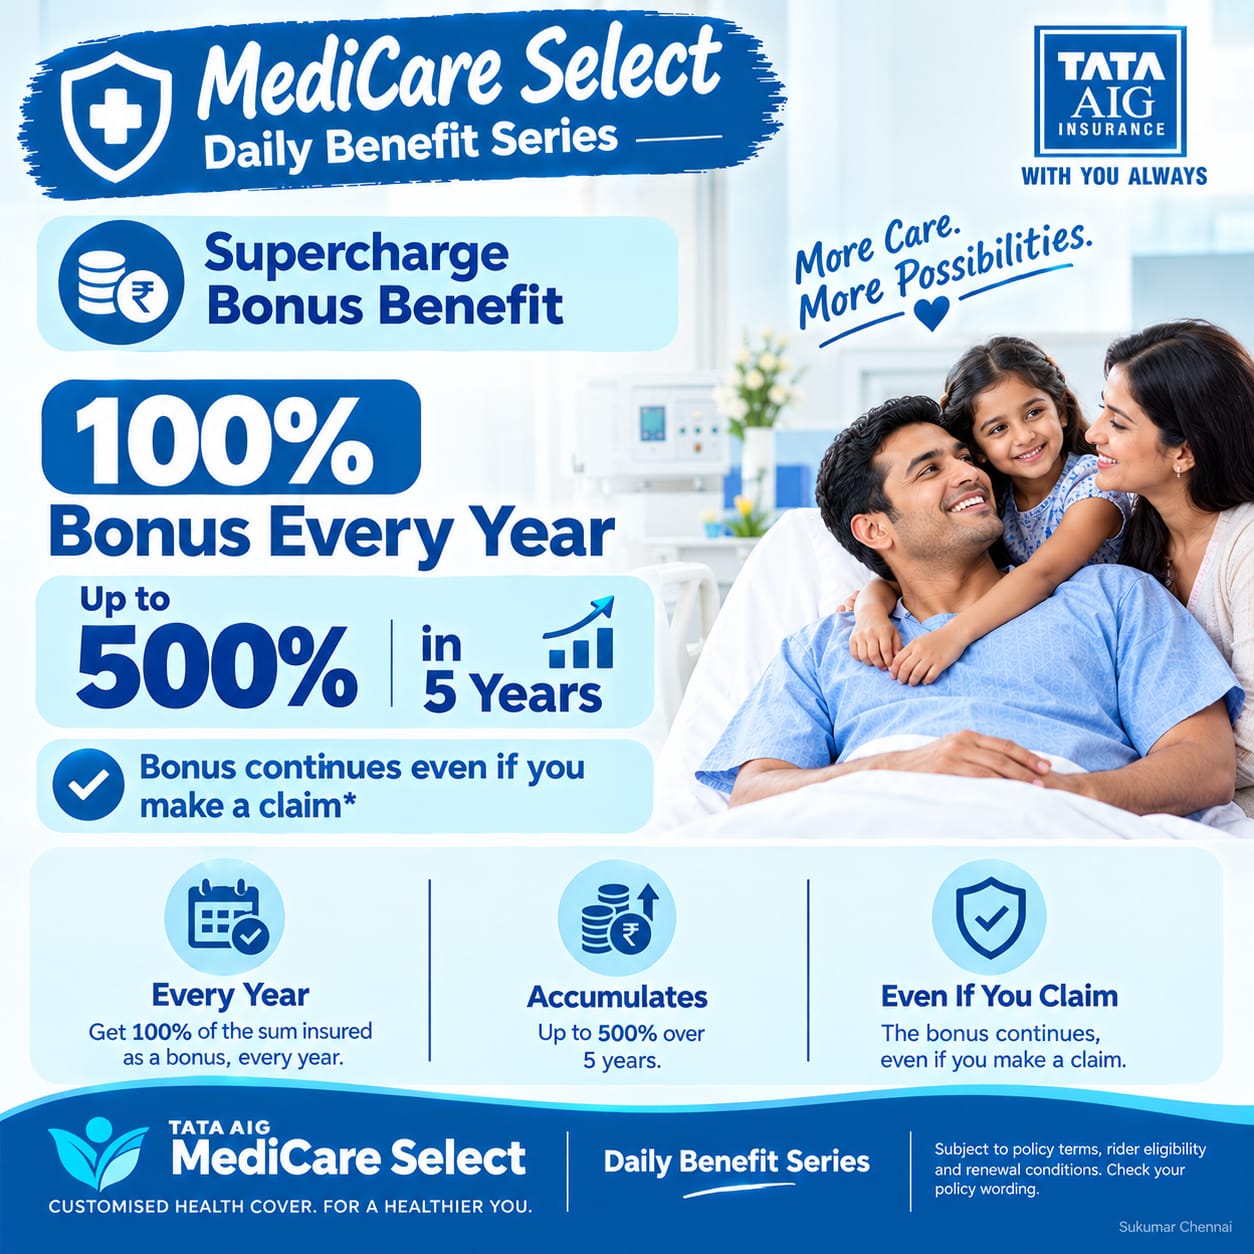 MediCare Select
Daily Benefit Series
TATA
AIG
INSURANCE
WITH YOU ALWAYS
Supercharge
Bonus Benefit
More Care.
More Possibilities.
100%
Bonus Every Year
Up to
500%
in
5 Years
Bonus continues even if you
make a claim*
Every Year
Get 100% of the sum insured
as a bonus, every year.
Accumulates
Up to 500% over
5 years.
Even If You Claim
The bonus continues,
even if you make a claim.
TATA AIG
MediCare Select
CUSTOMISED HEALTH COVER. FOR A HEALTHIER YOU.
Daily Benefit Series
Subject to policy terms, rider eligibility
and renewal conditions. Check your
policy wording.
Sukumar Chennai